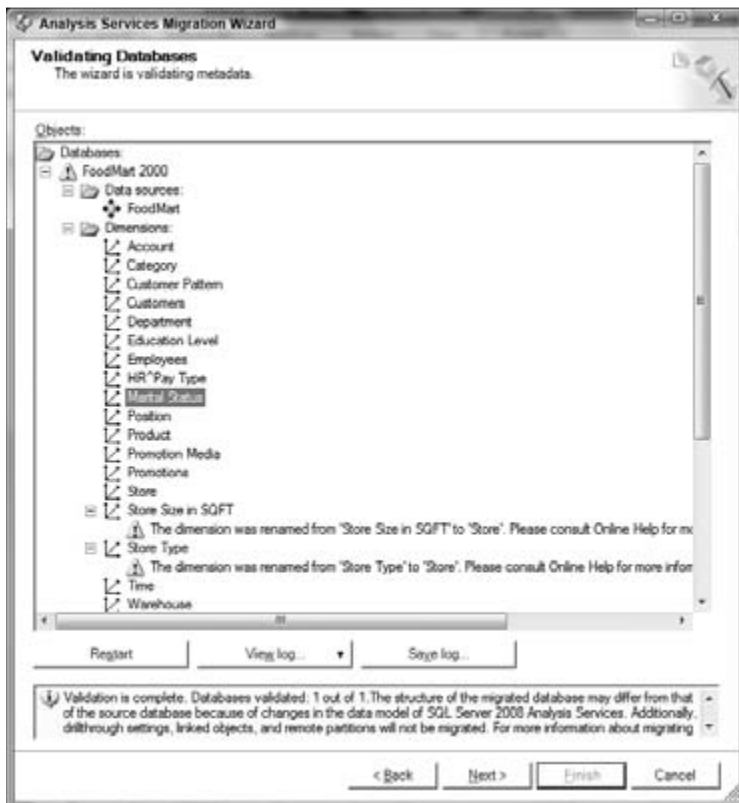 Analysis Services Migration Wizard
Validating Databases
The wizard is validating metadata.
Objects:
Databases:
FoodMart 2000
Data sources:
FoodMart
Dimensions:
Account
Category
Customer Pattern
Customers
Department
Education Level
Employees
HR^Pay Type
Marital Status
Position
Product
Promotion Media
Promotions
Store
Store Size in SQFT
The dimension was renamed from 'Store Size in SQFT' to 'Store'. Please consult Online Help for mo
Store Type
The dimension was renamed from 'Store Type' to 'Store'. Please consult Online Help for more infor
Time
Warehouse
Restart View log... Save log...
Validation is complete. Databases validated: 1 out of 1.The structure of the migrated database may differ from that
of the source database because of changes in the data model of SQL Server 2008 Analysis Services. Additionally,
drillthrough settings, linked objects, and remote partitions will not be migrated. For more information about migrating
< Back Next > Finish Cancel